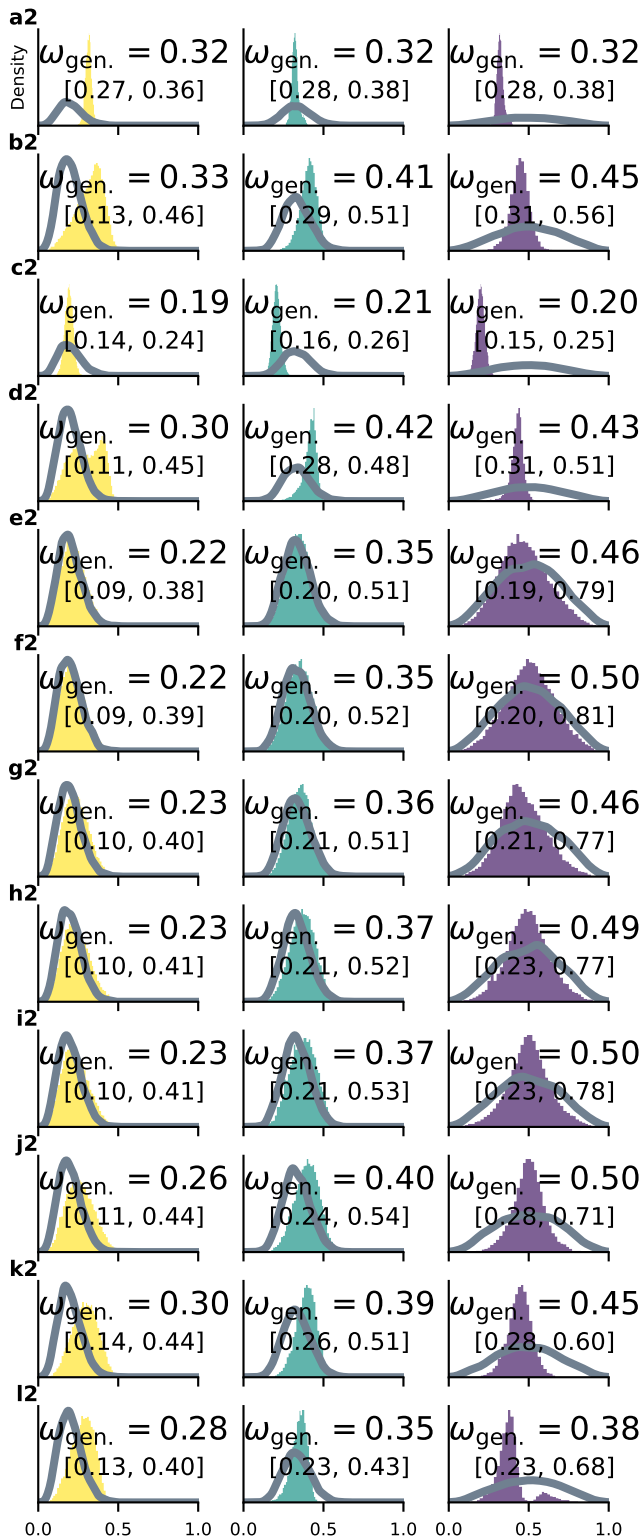 a2
Density
ω_gen. = 0.32 ω_gen. = 0.32 ω_gen. = 0.32
[0.27, 0.36] [0.28, 0.38] [0.28, 0.38]
b2
ω_gen. = 0.33 ω_gen. = 0.41 ω_gen. = 0.45
[0.13, 0.46] [0.29, 0.51] [0.31, 0.56]
c2
ω_gen. = 0.19 ω_gen. = 0.21 ω_gen. = 0.20
[0.14, 0.24] [0.16, 0.26] [0.15, 0.25]
d2
ω_gen. = 0.30 ω_gen. = 0.42 ω_gen. = 0.43
[0.11, 0.45] [0.28, 0.48] [0.31, 0.51]
e2
ω_gen. = 0.22 ω_gen. = 0.35 ω_gen. = 0.46
[0.09, 0.38] [0.20, 0.51] [0.19, 0.79]
f2
ω_gen. = 0.22 ω_gen. = 0.35 ω_gen. = 0.50
[0.09, 0.39] [0.20, 0.52] [0.20, 0.81]
g2
ω_gen. = 0.23 ω_gen. = 0.36 ω_gen. = 0.46
[0.10, 0.40] [0.21, 0.51] [0.21, 0.77]
h2
ω_gen. = 0.23 ω_gen. = 0.37 ω_gen. = 0.49
[0.10, 0.41] [0.21, 0.52] [0.23, 0.77]
i2
ω_gen. = 0.23 ω_gen. = 0.37 ω_gen. = 0.50
[0.10, 0.41] [0.21, 0.53] [0.23, 0.78]
j2
ω_gen. = 0.26 ω_gen. = 0.40 ω_gen. = 0.50
[0.11, 0.44] [0.24, 0.54] [0.28, 0.71]
k2
ω_gen. = 0.30 ω_gen. = 0.39 ω_gen. = 0.45
[0.14, 0.44] [0.26, 0.51] [0.28, 0.60]
l2
ω_gen. = 0.28 ω_gen. = 0.35 ω_gen. = 0.38
[0.13, 0.40] [0.23, 0.43] [0.23, 0.68]
0.0 0.5 1.0 0.0 0.5 1.0 0.0 0.5 1.0